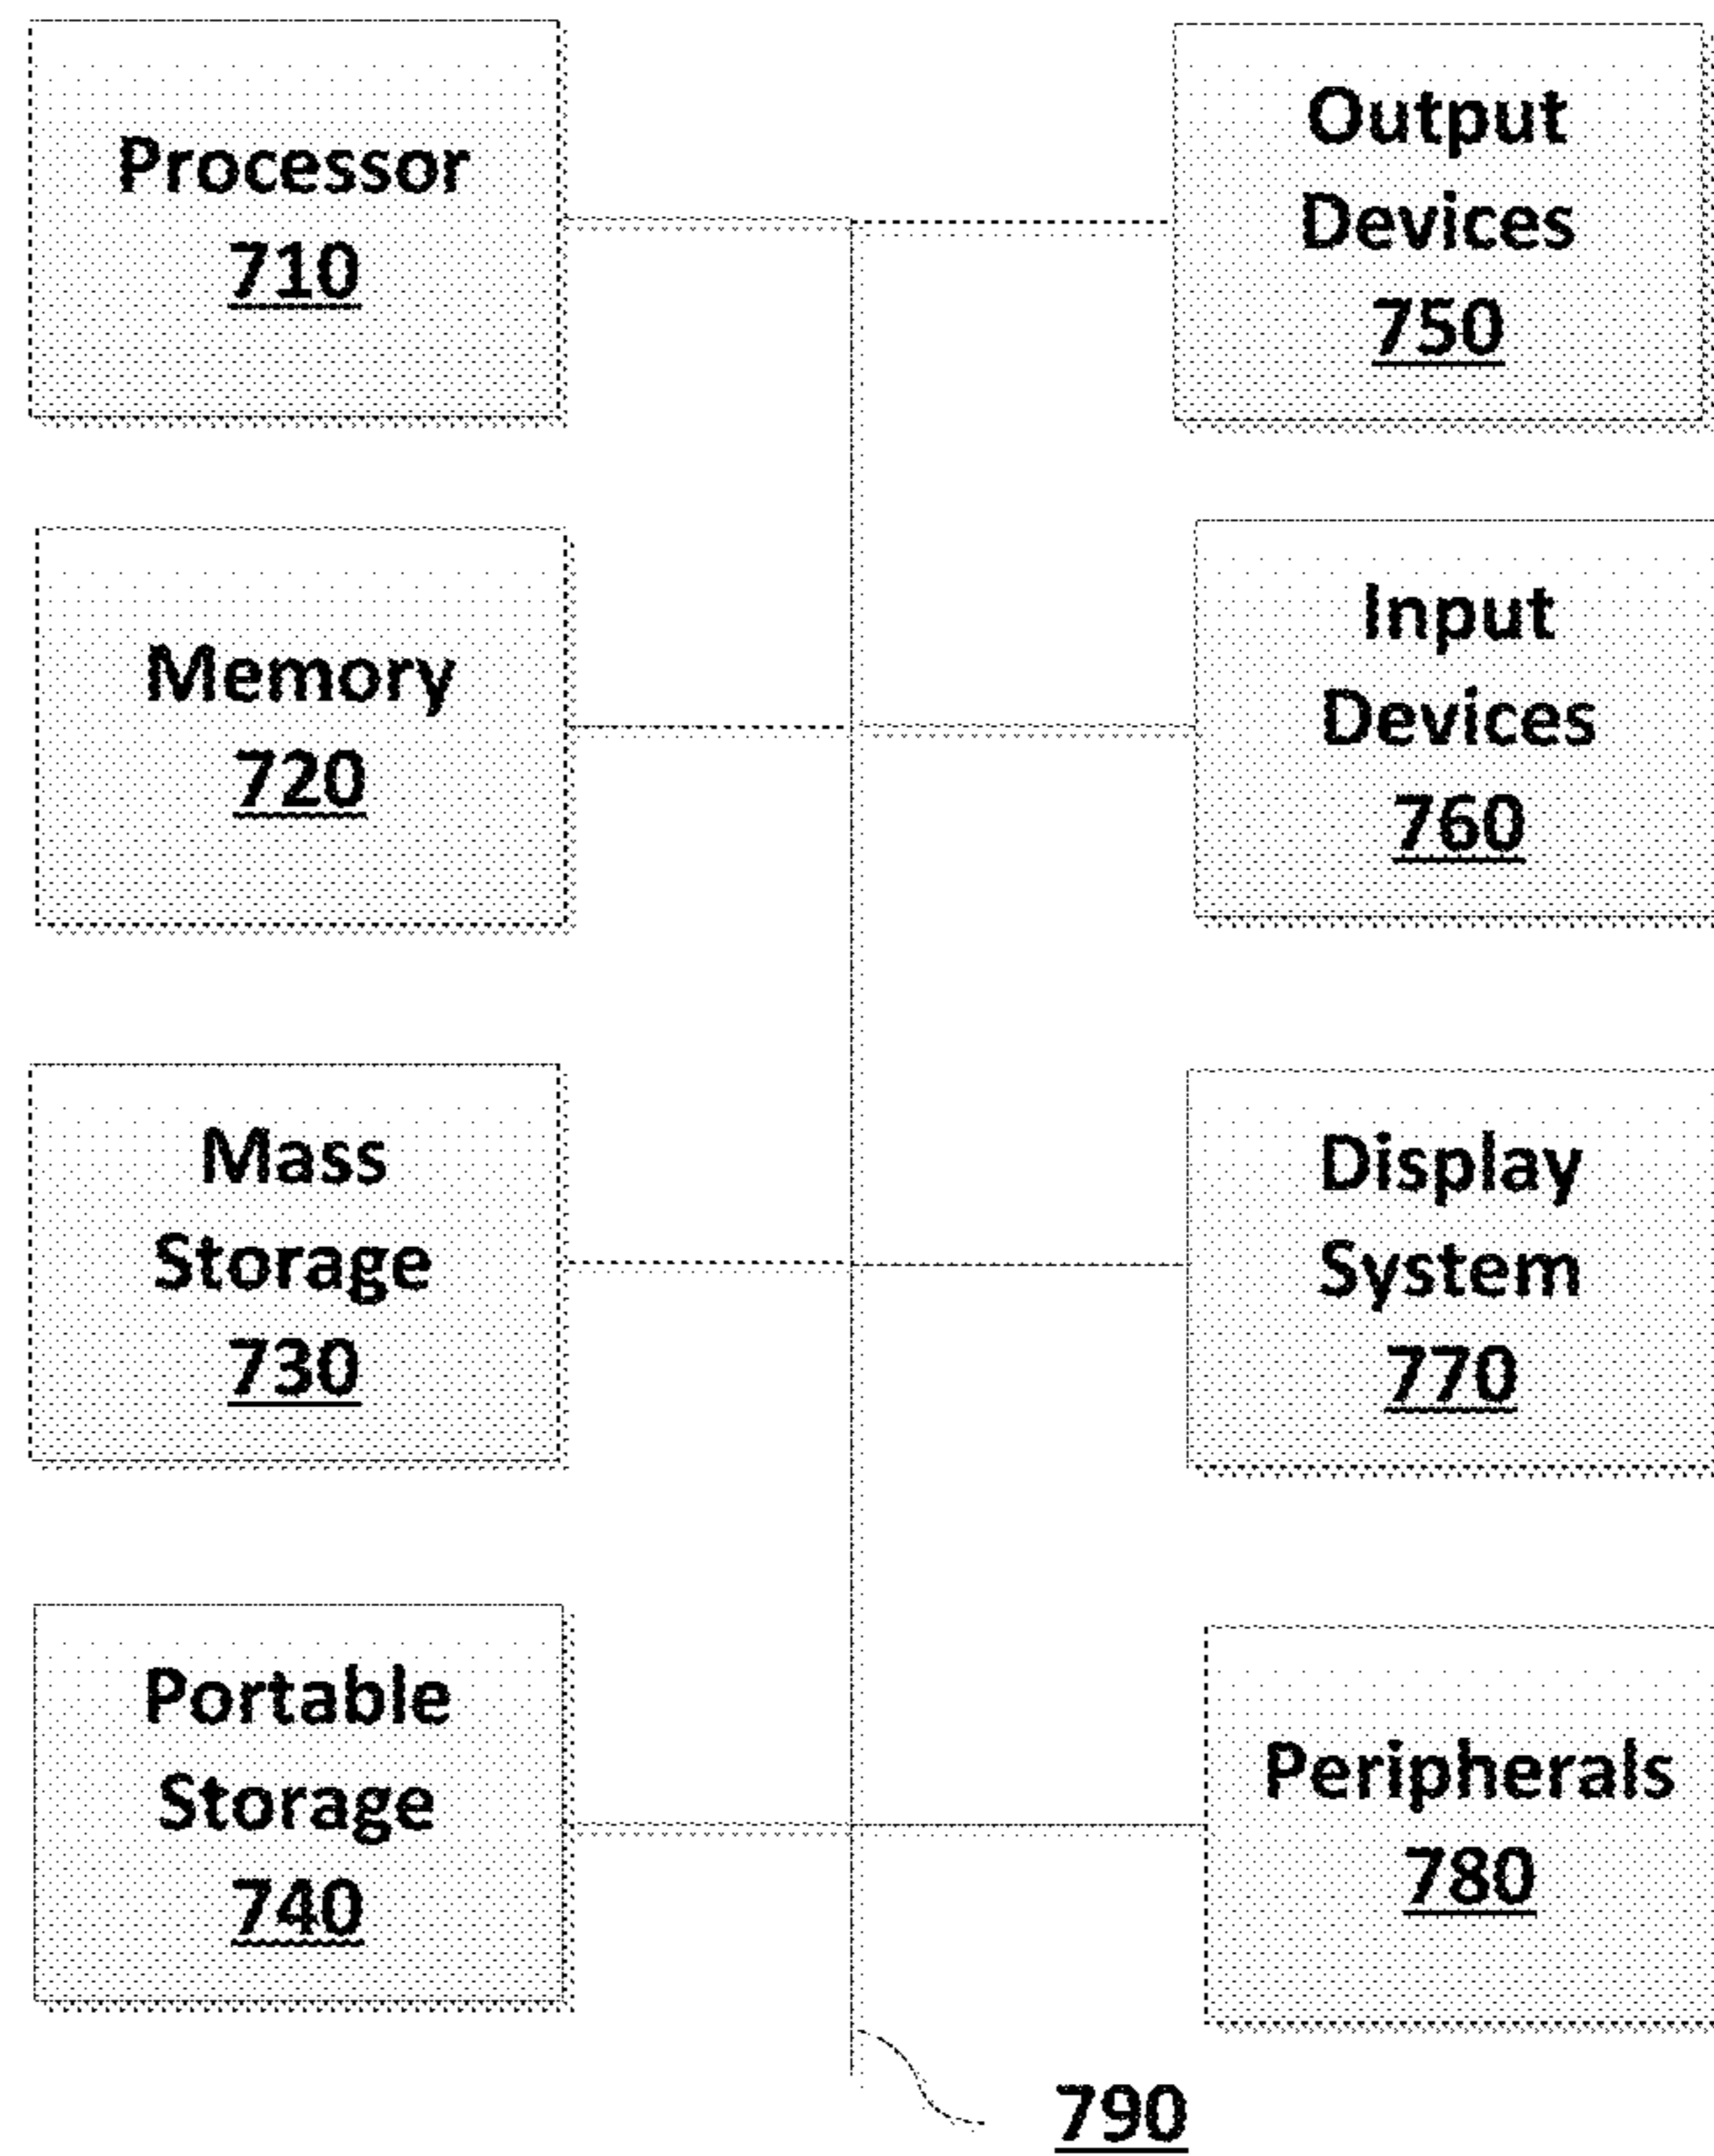 Processor
710
Output
Devices
750
Memory
720
Input
Devices
760
Mass
Storage
730
Display
System
770
Portable
Storage
740
Peripherals
780
790